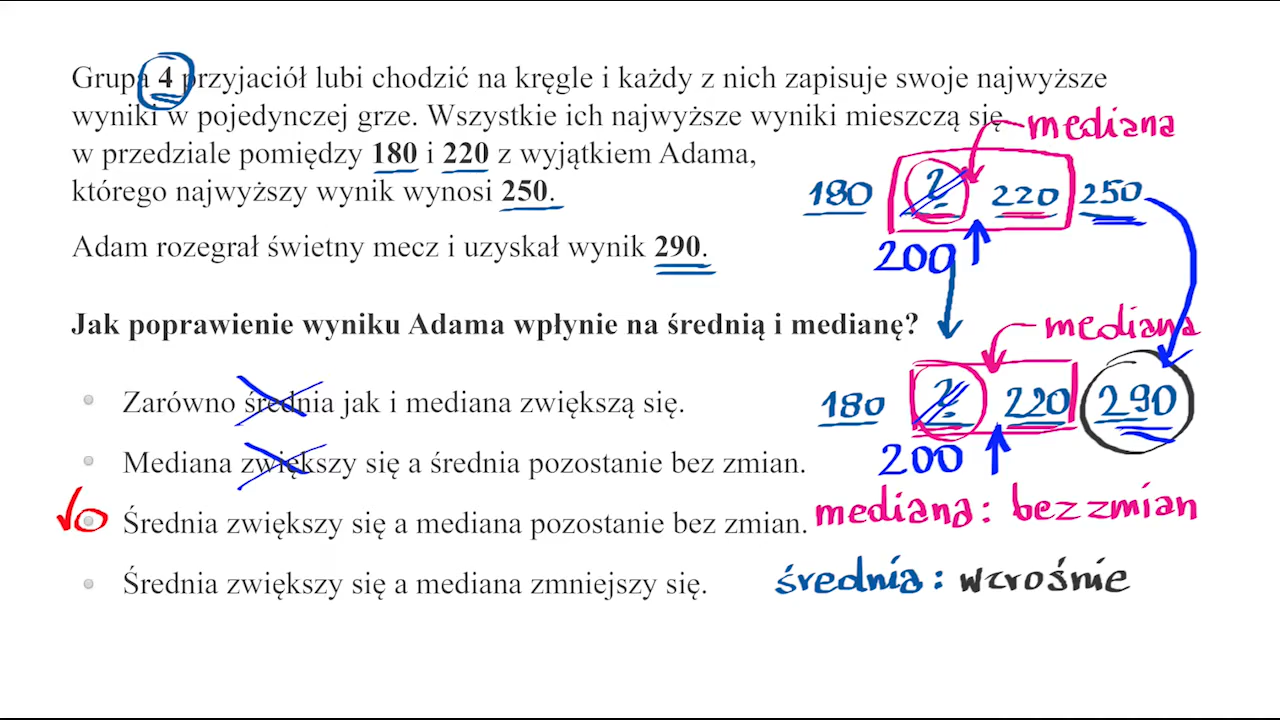 Grupa 4 przyjaciół lubi chodzić na kręgle i każdy z nich zapisuje swoje najwyższe
wyniki w pojedynczej grze. Wszystkie ich najwyższe wyniki mieszczą się
w przedziale pomiędzy 180 i 220 z wyjątkiem Adama,
którego najwyższy wynik wynosi 250.
Adam rozegrał świetny mecz i uzyskał wynik 290.
Jak poprawienie wyniku Adama wpłynie na średnią i medianę?
Zarówno średnia jak i mediana zwiększą się.
Mediana zwiększy się a średnia pozostanie bez zmian.
Średnia zwiększy się a mediana pozostanie bez zmian.
Średnia zwiększy się a mediana zmniejszy się.
mediana
180 ? 220 250
200
mediana
180 ? 220 290
200
mediana: bez zmian
średnia: wzrośnie